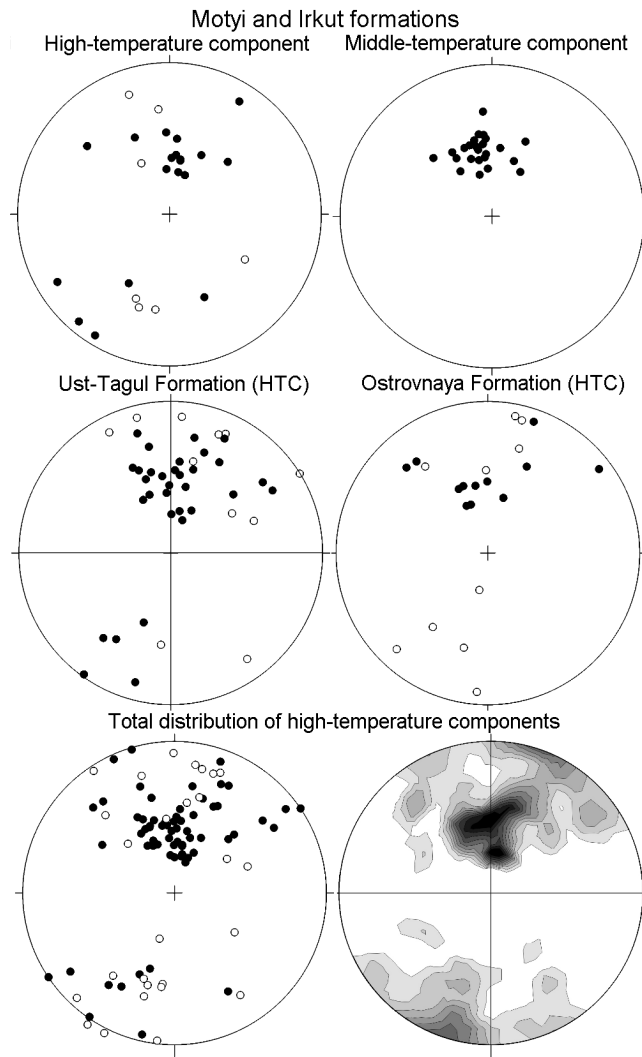 Motyi and Irkut formations
High-temperature component
Middle-temperature component
Ust-Tagul Formation (HTC)
Ostrovnaya Formation (HTC)
Total distribution of high-temperature components